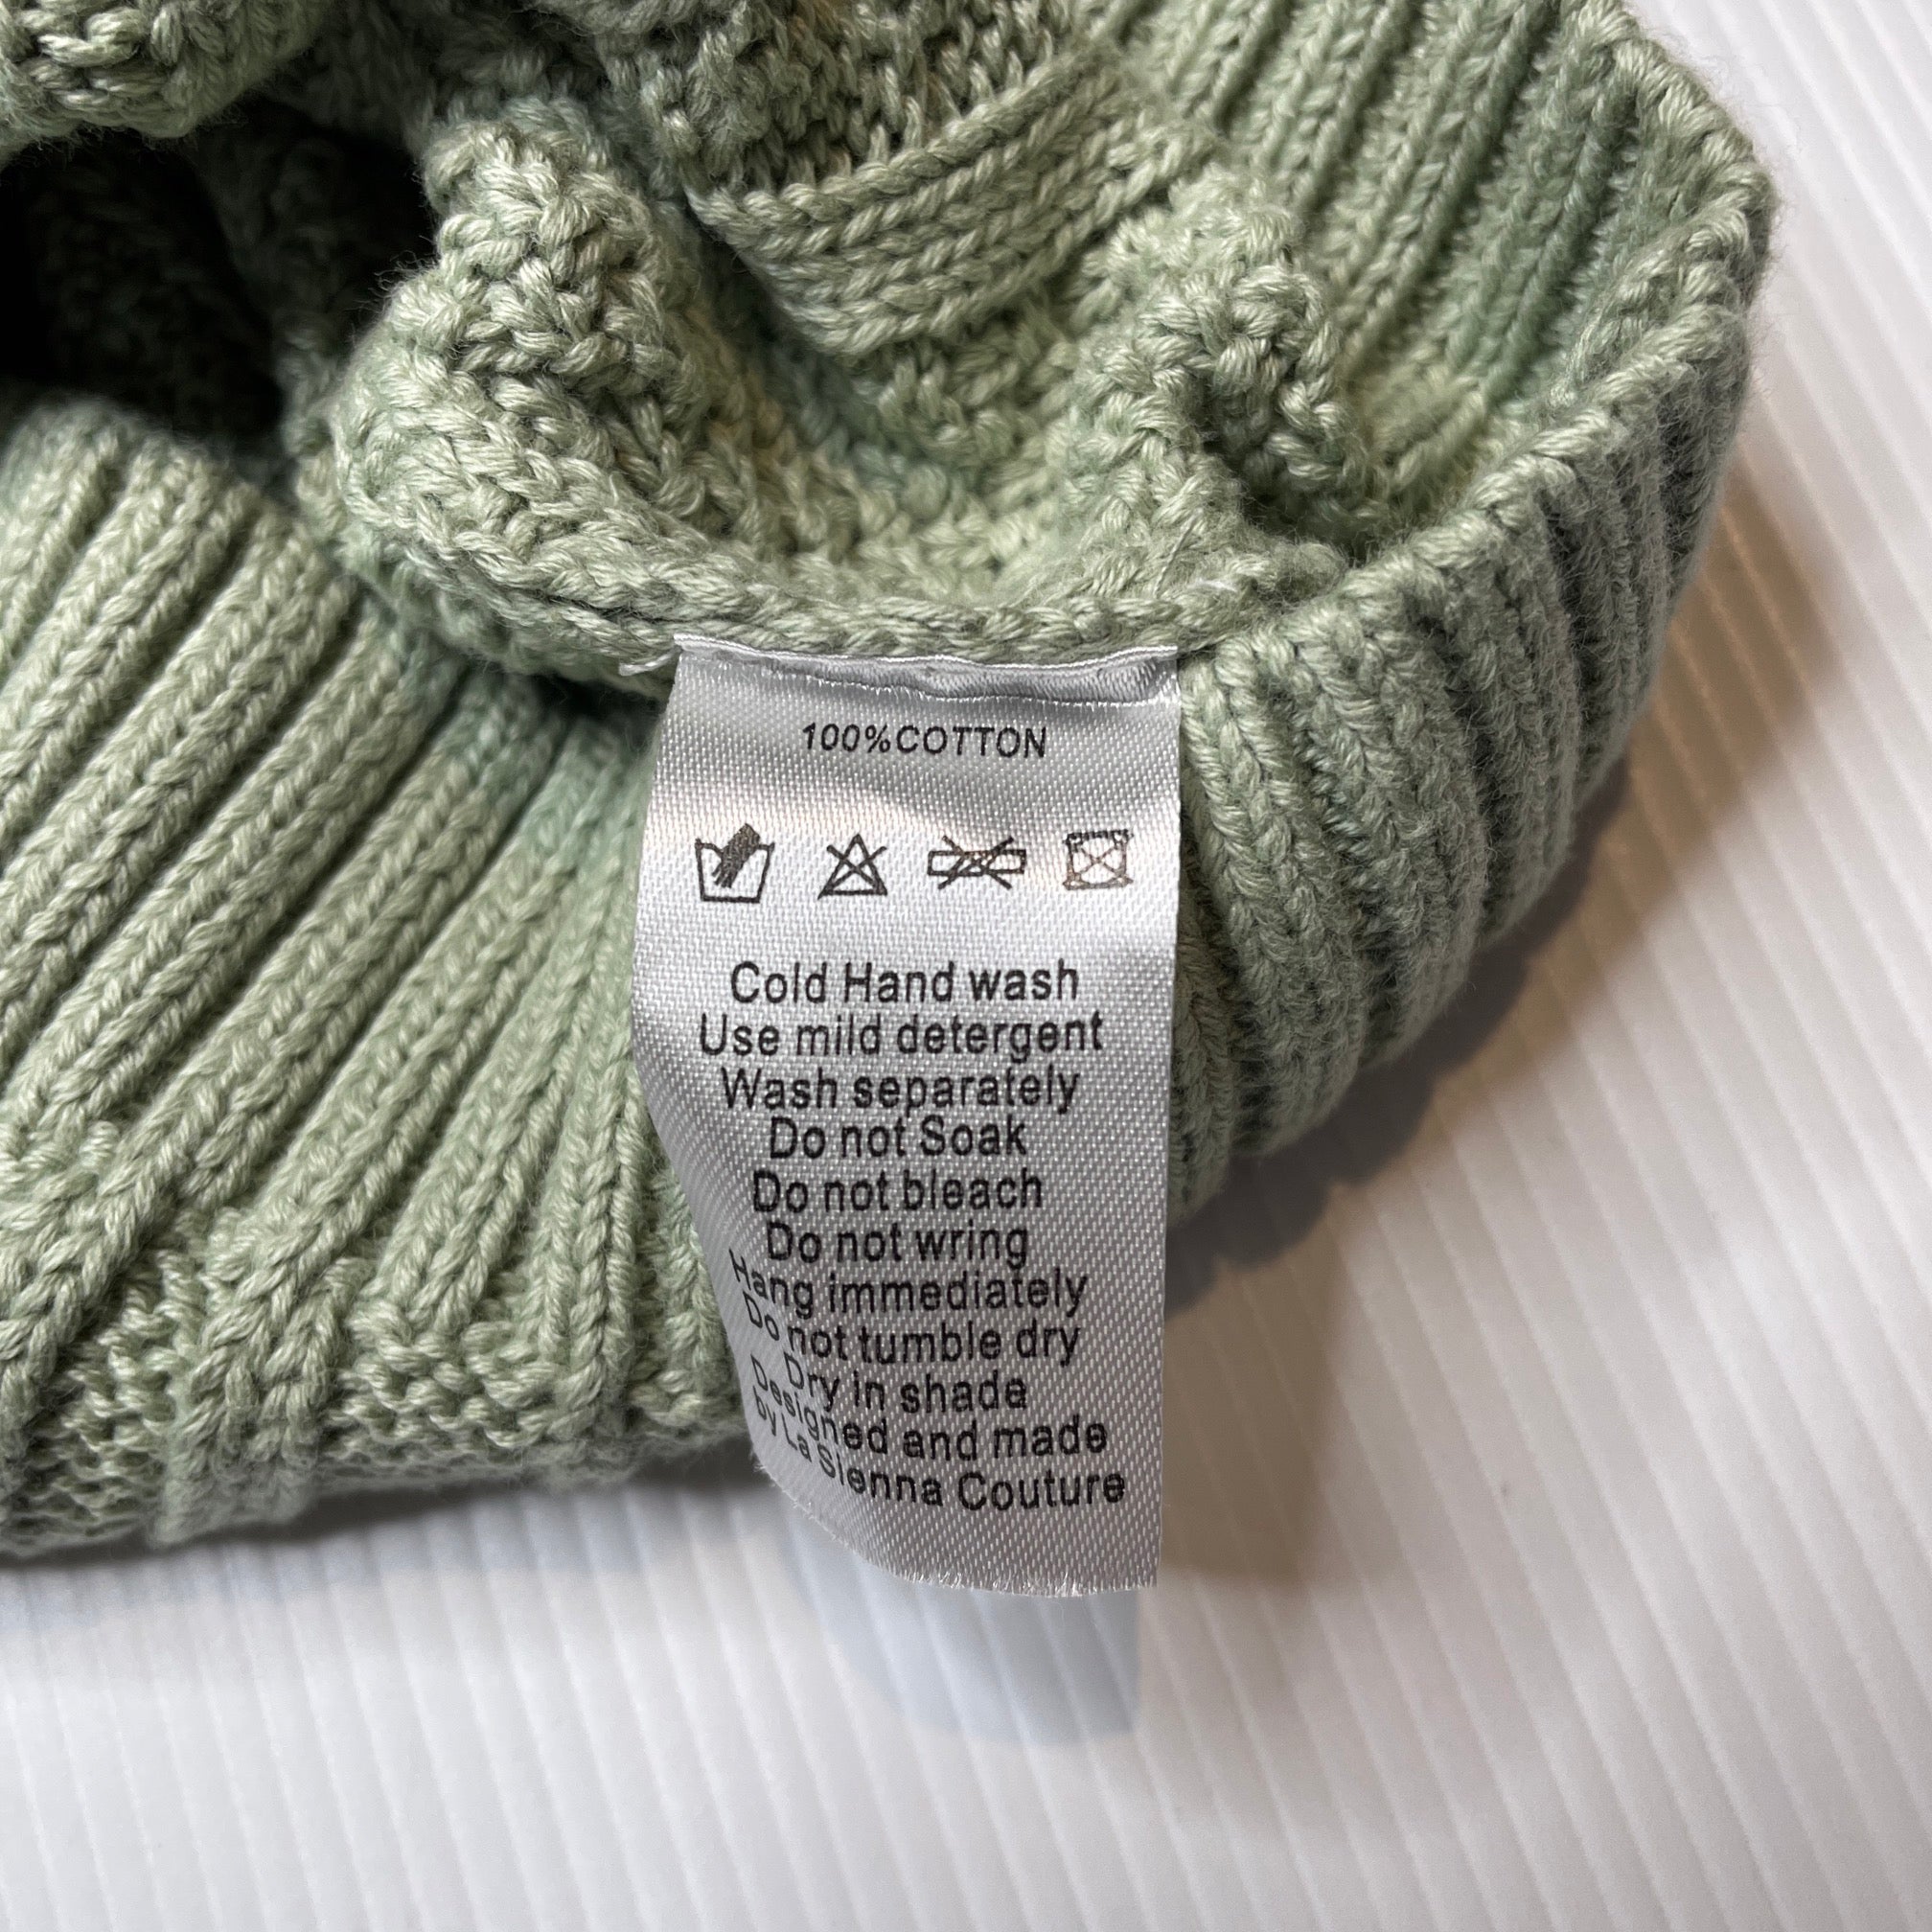 100%COTTON
Cold Hand wash
Use mild detergent
Wash separately
Do not Soak
Do not bleach
Do not wring
Hang immediately
Do not tumble dry
Dry in shade
Designed and made
by La Sienna Couture